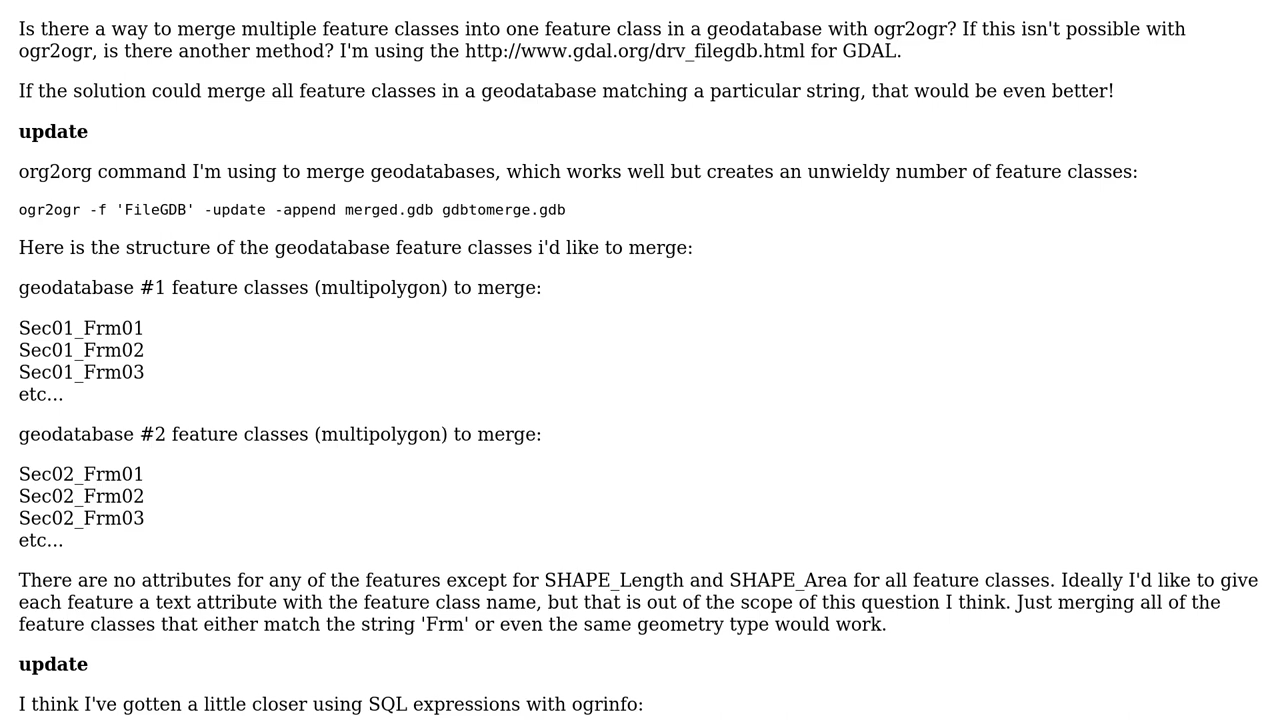 Is there a way to merge multiple feature classes into one feature class in a geodatabase with ogr2ogr? If this isn't possible with
ogr2ogr, is there another method? I'm using the http://www.gdal.org/drv_filegdb.html for GDAL.
If the solution could merge all feature classes in a geodatabase matching a particular string, that would be even better!
update
org2org command I'm using to merge geodatabases, which works well but creates an unwieldy number of feature classes:
ogr2ogr -f 'FileGDB' -update -append merged.gdb gdbtomerge.gdb
Here is the structure of the geodatabase feature classes i'd like to merge:
geodatabase #1 feature classes (multipolygon) to merge:
Sec01_Frm01
Sec01_Frm02
Sec01_Frm03
etc...
geodatabase #2 feature classes (multipolygon) to merge:
Sec02_Frm01
Sec02_Frm02
Sec02_Frm03
etc...
There are no attributes for any of the features except for SHAPE_Length and SHAPE_Area for all feature classes. Ideally I'd like to give
each feature a text attribute with the feature class name, but that is out of the scope of this question I think. Just merging all of the
feature classes that either match the string 'Frm' or even the same geometry type would work.
update
I think I've gotten a little closer using SQL expressions with ogrinfo: